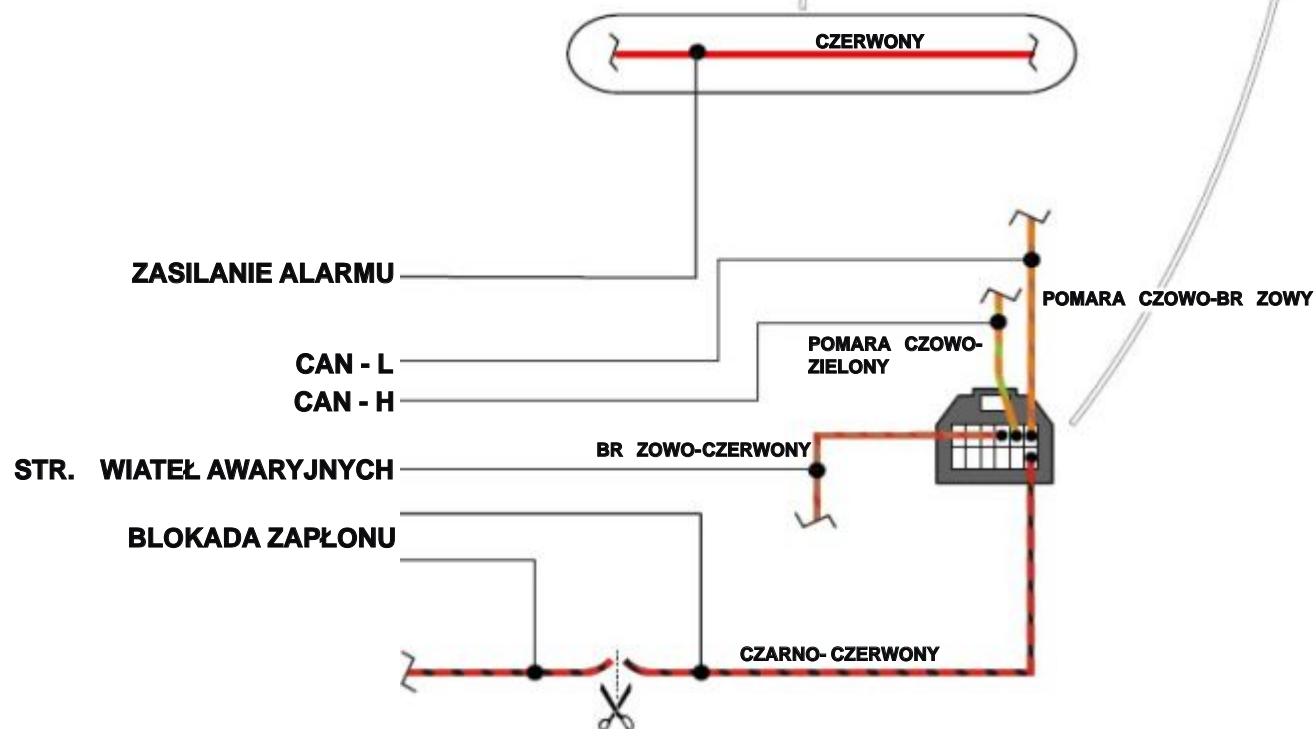 CZERWONY
ZASILANIE ALARMU
POMARA CZOWO-BR ZOWY
POMARA CZOWO-
ZIELONY
CAN - L
CAN - H
BR ZOWO-CZERWONY
STR. WIATEŁ AWARYJNYCH
BLOKADA ZAPŁONU
CZARNO- CZERWONY